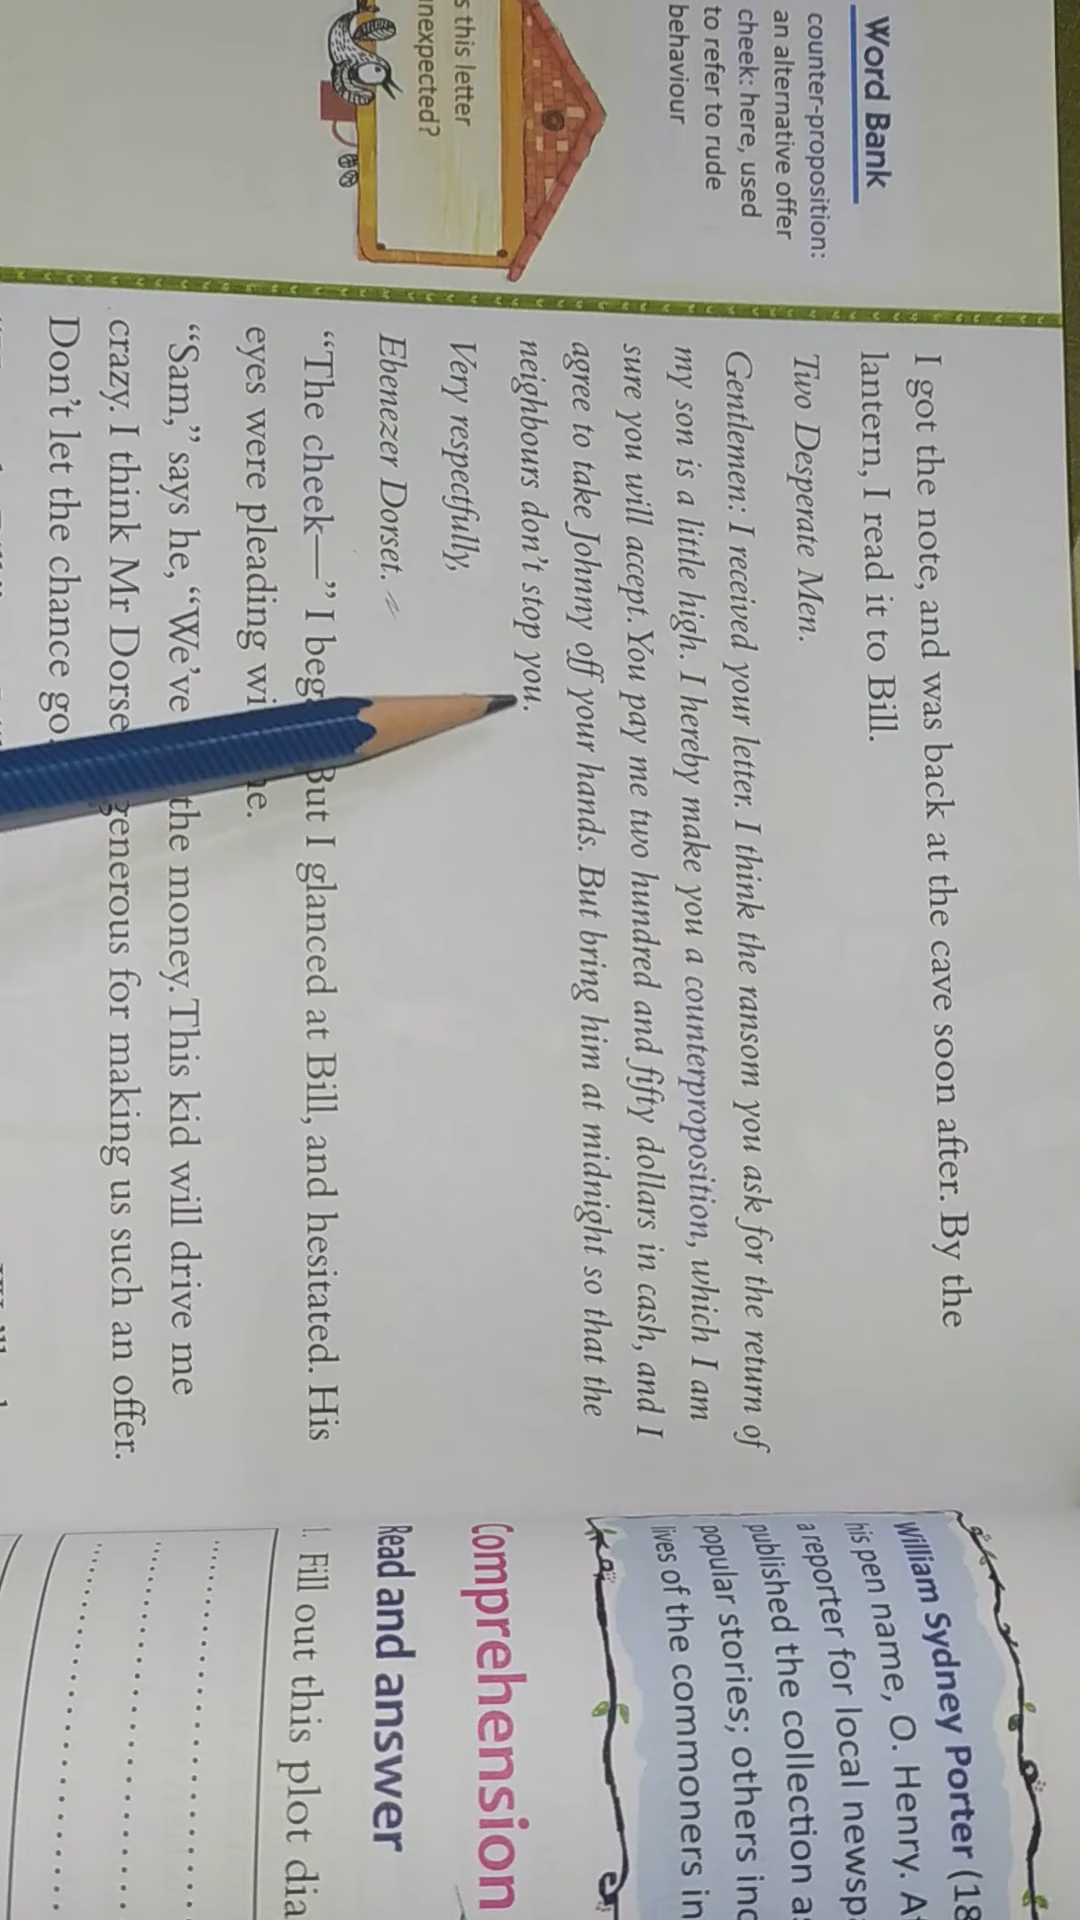 Word Bank
counter-proposition:
an alternative offer
cheek: here, used
to refer to rude
behaviour
s this letter
nexpected?
I got the note, and was back at the cave soon after. By the
lantern, I read it to Bill.
Two Desperate Men.
Gentlemen: I received your letter. I think the ransom you ask for the return of
my son is a little high. I hereby make you a counterproposition, which I am
sure you will accept. You pay me two hundred and fifty dollars in cash, and I
agree to take Johnny off your hands. But bring him at midnight so that the
neighbours don't stop you.
Very respectfully,
Ebenezer Dorset.
“The cheek—” I beg But I glanced at Bill, and hesitated. His
eyes were pleading
“Sam,” says he, “We've the money. This kid will drive me
crazy. I think Mr Dorse generous for making us such an offer.
Don't let the chance go
William Sydney Porter (18
his pen name, O. Henry. A
a reporter for local newsp
published the collection a
popular stories; others inc
lives of the commoners in
Comprehension
Read and answer
1. Fill out this plot dia